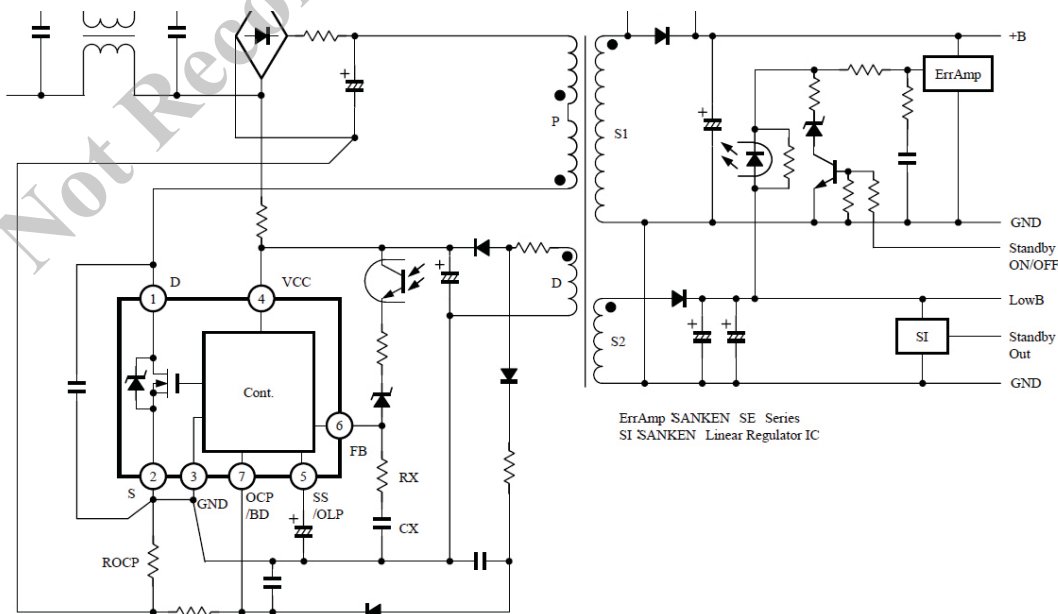 Not Reco
+B
ErrAmp
P
S1
GND
Standby
ON/OFF
D
VCC
1
4
D
LowB
S2
SI
Standby
Out
GND
Cont.
ErrAmp SANKEN SE Series
SI SANKEN Linear Regulator IC
6
FB
2
3
7
5
RX
S
GND
OCP
/BD
SS
/OLP
CX
ROCP